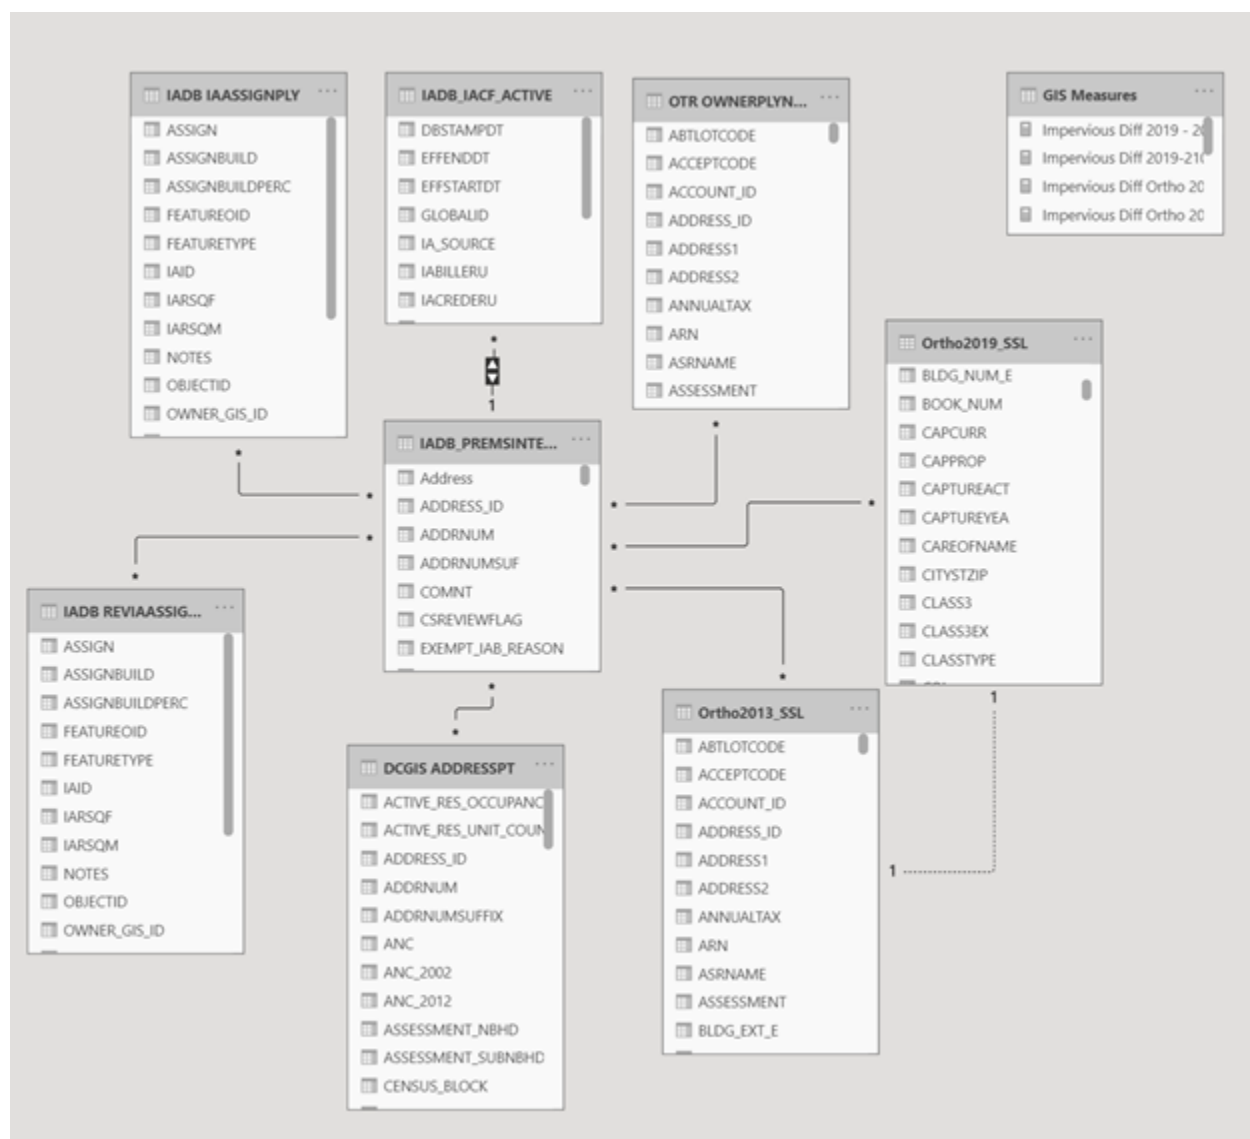 IADB IAASSIGNPLY
ASSIGN
ASSIGNBUILD
ASSIGNBUILDPERC
FEATUREOID
FEATURETYPE
IAID
IARSQF
IARSQM
NOTES
OBJECTID
OWNER_GIS_ID
IADB_IACF_ACTIVE
DBSTAMPDT
EFFENDDT
EFFSTARTDT
GLOBALID
IA_SOURCE
IABILLERU
IACREDERU
OTR OWNERPLYN...
ABTLOTCODE
ACCEPTCODE
ACCOUNT_ID
ADDRESS_ID
ADDRESS1
ADDRESS2
ANNUALTAX
ARN
ASRNAME
ASSESSMENT
GIS Measures
Impervious Diff 2019 - 20
Impervious Diff 2019-21
Impervious Diff Ortho 20
Impervious Diff Ortho 20
Ortho2019_SSL
BLDG_NUM_E
BOOK_NUM
CAPCURR
CAPPROP
CAPTUREACT
CAPTUREYEA
CAREOFNAME
CITYSTZIP
CLASS3
CLASS3EX
CLASSTYPE
*
1
IADB_PREMSINTE...
Address
ADDRESS_ID
ADDRNUM
ADDRNUMSUF
COMNT
CSREVIEWFLAG
EXEMPT_IAB_REASON
*
*
*
*
*
*
*
*
*
*
IADB REVIAASSIG...
ASSIGN
ASSIGNBUILD
ASSIGNBUILDPERC
FEATUREOID
FEATURETYPE
IAID
IARSQF
IARSQM
NOTES
OBJECTID
OWNER_GIS_ID
*
*
DCGIS ADDRESSPT
ACTIVE_RES_OCCUPANC
ACTIVE_RES_UNIT_COUN
ADDRESS_ID
ADDRNUM
ADDRNUMSUFFIX
ANC
ANC_2002
ANC_2012
ASSESSMENT_NBHD
ASSESSMENT_SUBNBHD
CENSUS_BLOCK
Ortho2013_SSL
ABTLOTCODE
ACCEPTCODE
ACCOUNT_ID
ADDRESS_ID
ADDRESS1
ADDRESS2
ANNUALTAX
ARN
ASRNAME
ASSESSMENT
BLDG_EXT_E
1
1